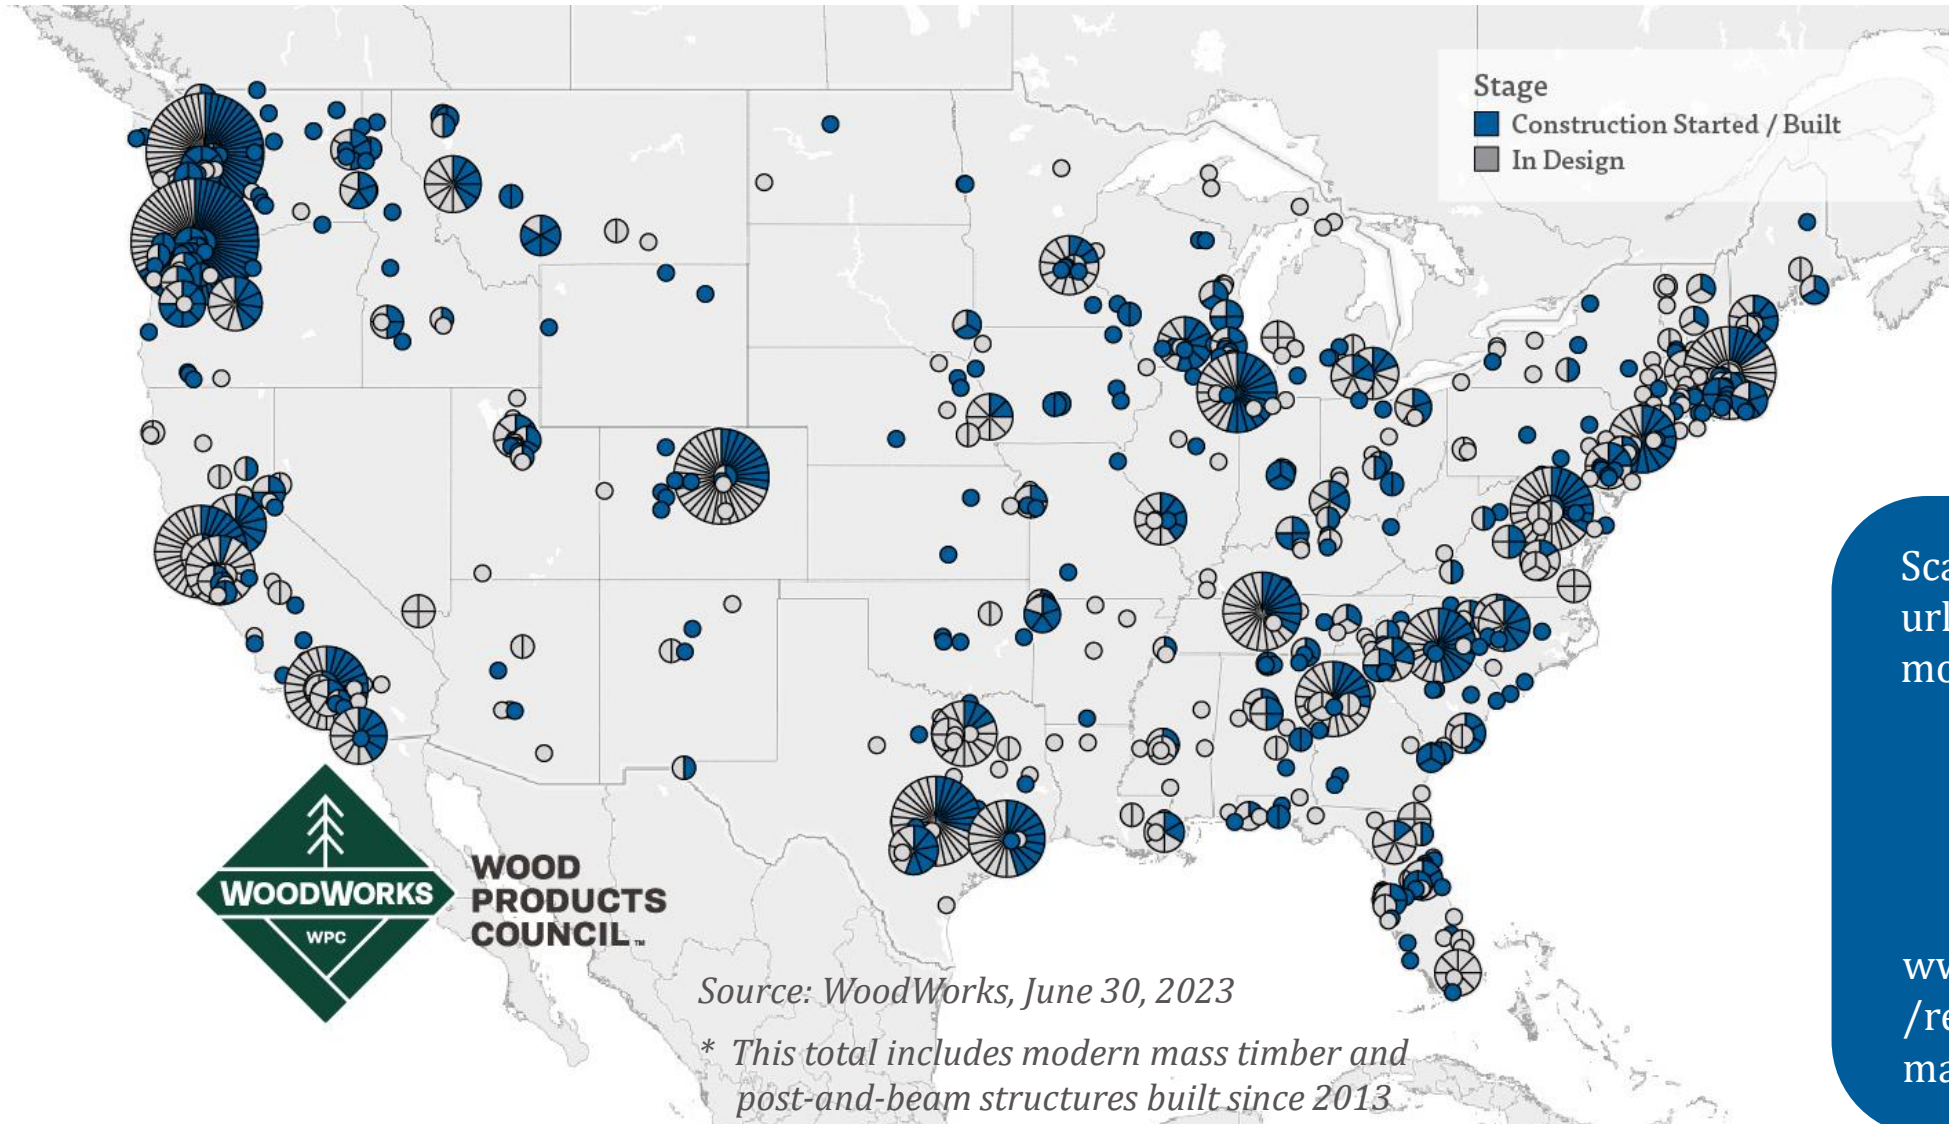 Stage
Construction Started / Built
In Design
WOODWORKS
WPC
WOOD
PRODUCTS
COUNCIL™
Source: WoodWorks, June 30, 2023
* This total includes modern mass timber and
post-and-beam structures built since 2013